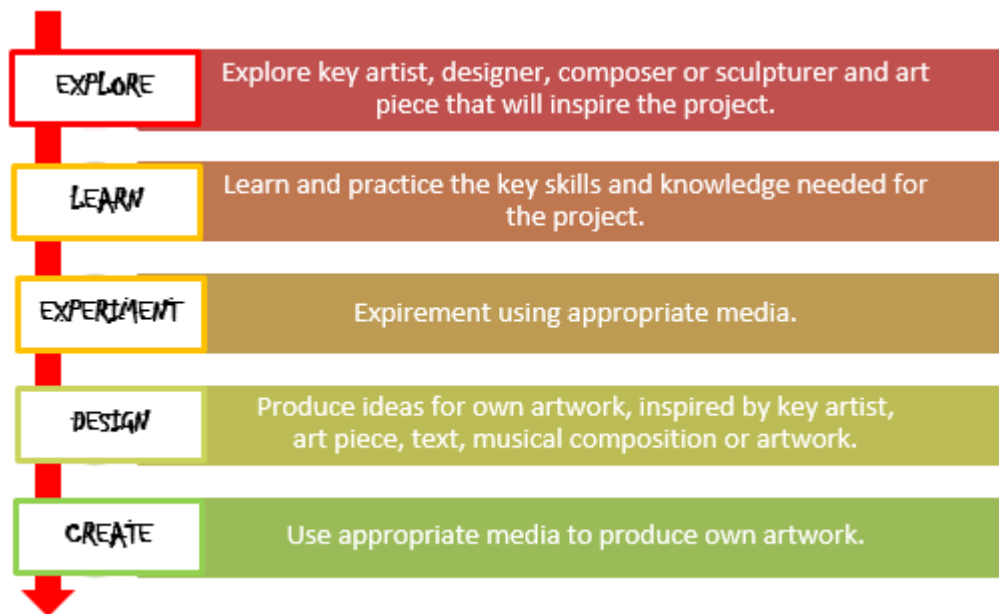 EXPLORE
Explore key artist, designer, composer or sculpturer and art
piece that will inspire the project.
LEARN
Learn and practice the key skills and knowledge needed for
the project.
EXPERIMENT
Expirement using appropriate media.
DESIGN
Produce ideas for own artwork, inspired by key artist,
art piece, text, musical composition or artwork.
CREATE
Use appropriate media to produce own artwork.